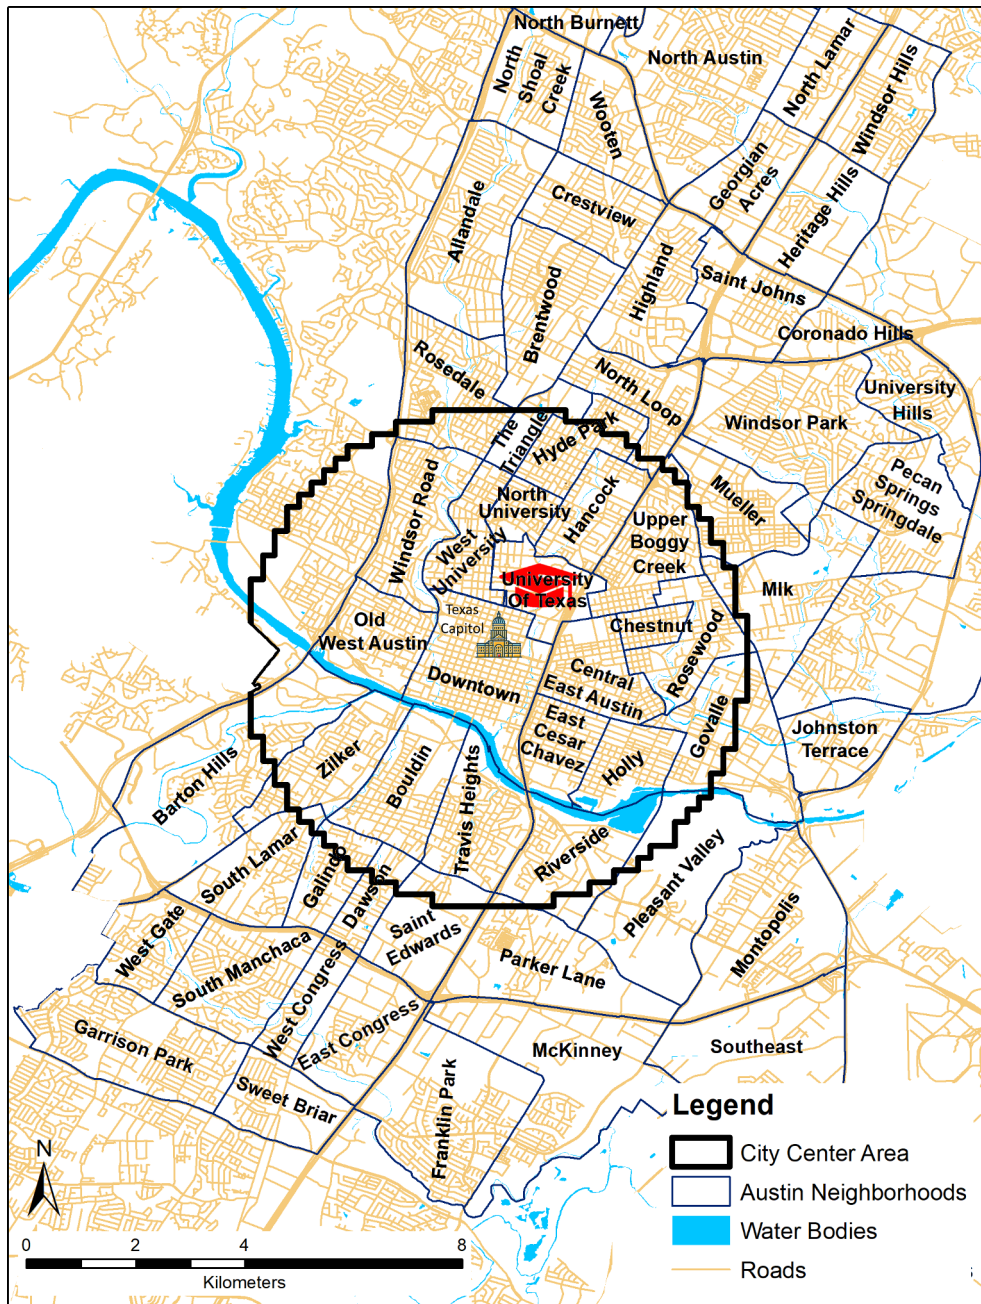 North Burnett
North Austin
North
Shoal
Creek
Wooten
North Lamar
Windsor Hills
Georgian
Acres
Heritage Hills
Allandale
Crestview
Highland
Saint Johns
Coronado Hills
Brentwood
Rosedale
North Loop
University
Hills
Windsor Park
The
Triangle
Hyde Park
Pecan
Springs
Springdale
Mueller
Windsor Road
North
University
Hancock
Upper
Boggy
Creek
West
University
University
Of Texas
Mlk
Texas
Capitol
Old
West Austin
Chestnut
Rosewood
Downtown
Central
East Austin
East
Cesar
Chavez
Holly
Govalle
Johnston
Terrace
Zilker
Bouldin
Travis Heights
Barton Hills
Riverside
Pleasant Valley
South Lamar
Galindo
Dawson
Saint
Edwards
Montopolis
West Gate
South Manchaca
West Congress
Parker Lane
East Congress
Garrison Park
Sweet Briar
McKinney
Southeast
Franklin Park
Legend
City Center Area
Austin Neighborhoods
Water Bodies
Roads
N
0 2 4 8
Kilometers